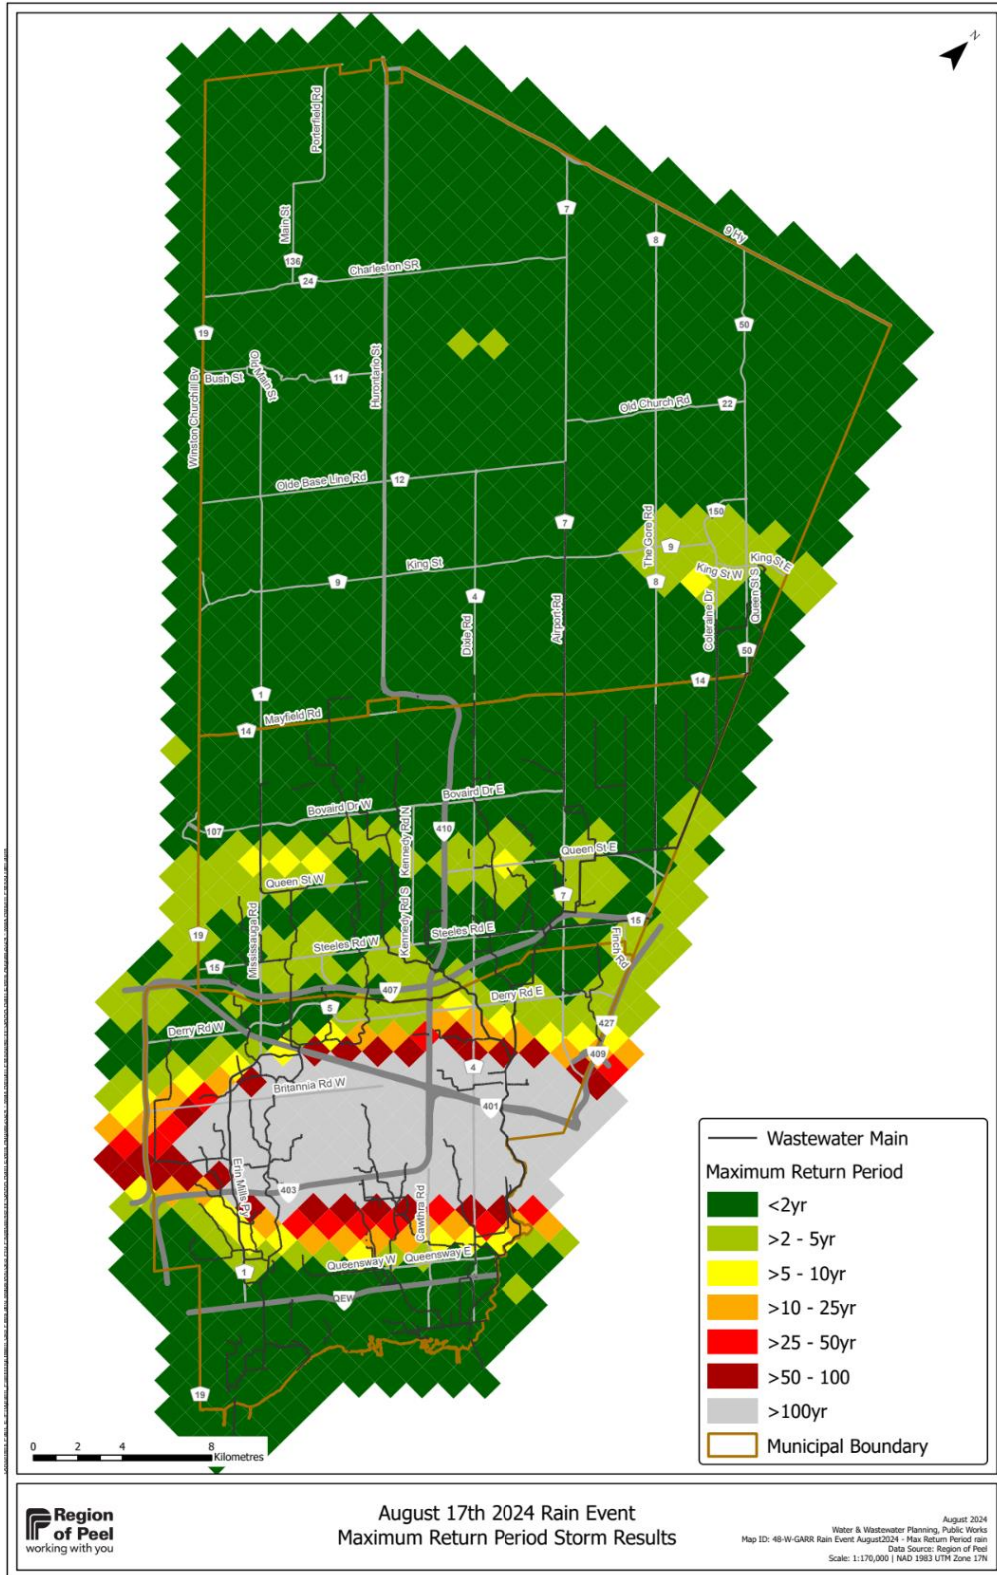 N
Porterfield Rd
7
Main St
8
9 Hy
136
24
Charleston SR
19
50
Hurontario St
Winston Churchill Bv
Bush St
Old Main St
11
Old Church Rd
22
Olde Base Line Rd
12
7
150
The Gore Rd
9
King St E
King St
9
4
8
King St W
Queen St S
Coleraine Dr
Dixie Rd
Airport Rd
50
14
1
14
Mayfield Rd
Bovaird Dr E
Bovaird Dr W
107
410
Kennedy Rd N
Queen St E
Queen St W
7
Kennedy Rd S
15
Mississauga Rd
19
Steeles Rd E
Steeles Rd W
Finch Rd
15
407
Derry Rd E
5
427
Derry Rd W
409
4
Britannia Rd W
401
Erin Mills Py
403
Cawthra Rd
Queensway W
Queensway E
1
QEW
19
0 2 4 8
Kilometres
Wastewater Main
Maximum Return Period
<2yr
>2 - 5yr
>5 - 10yr
>10 - 25yr
>25 - 50yr
>50 - 100
>100yr
Municipal Boundary
Region
of Peel
working with you
August 17th 2024 Rain Event
Maximum Return Period Storm Results
August 2024
Water & Wastewater Planning, Public Works
Map ID: 48-W-GARR Rain Event August2024 - Max Return Period rain
Data Source: Region of Peel
Scale: 1:170,000 | NAD 1983 UTM Zone 17N